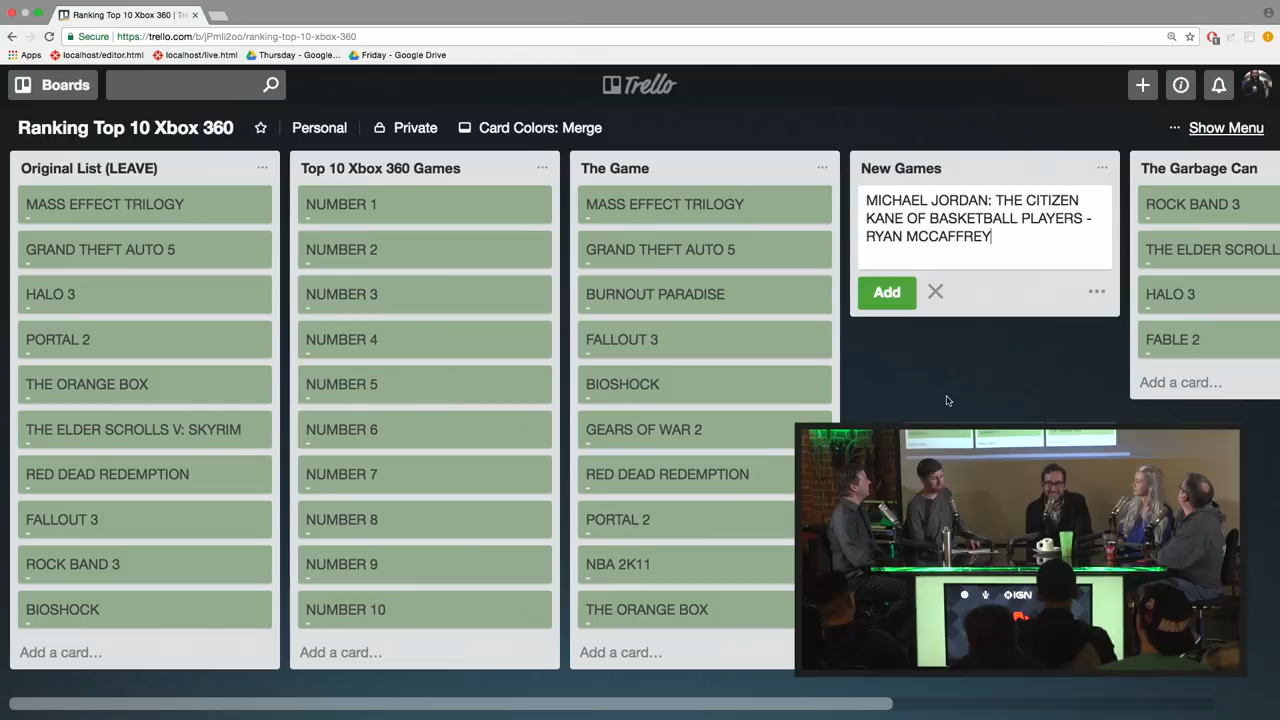 Ranking Top 10 Xbox 360 | Tre
Secure
https://trello.com/b/jPmli2oo/ranking-top-10-xbox-360
Apps
localhost/editor.html
localhost/live.html
Thursday - Google...
Friday - Google Drive
Boards
Trello
Ranking Top 10 Xbox 360
Personal
Private
Card Colors: Merge
Show Menu
Original List (LEAVE)
MASS EFFECT TRILOGY
GRAND THEFT AUTO 5
HALO 3
PORTAL 2
THE ORANGE BOX
THE ELDER SCROLLS V: SKYRIM
RED DEAD REDEMPTION
FALLOUT 3
ROCK BAND 3
BIOSHOCK
Add a card...
Top 10 Xbox 360 Games
NUMBER 1
NUMBER 2
NUMBER 3
NUMBER 4
NUMBER 5
NUMBER 6
NUMBER 7
NUMBER 8
NUMBER 9
NUMBER 10
Add a card...
The Game
MASS EFFECT TRILOGY
GRAND THEFT AUTO 5
BURNOUT PARADISE
FALLOUT 3
BIOSHOCK
GEARS OF WAR 2
RED DEAD REDEMPTION
PORTAL 2
NBA 2K11
THE ORANGE BOX
Add a card...
New Games
MICHAEL JORDAN: THE CITIZEN
KANE OF BASKETBALL PLAYERS -
RYAN MCCAFFREY
Add
The Garbage Can
ROCK BAND 3
THE ELDER SCROLL
HALO 3
FABLE 2
Add a card...
IGN